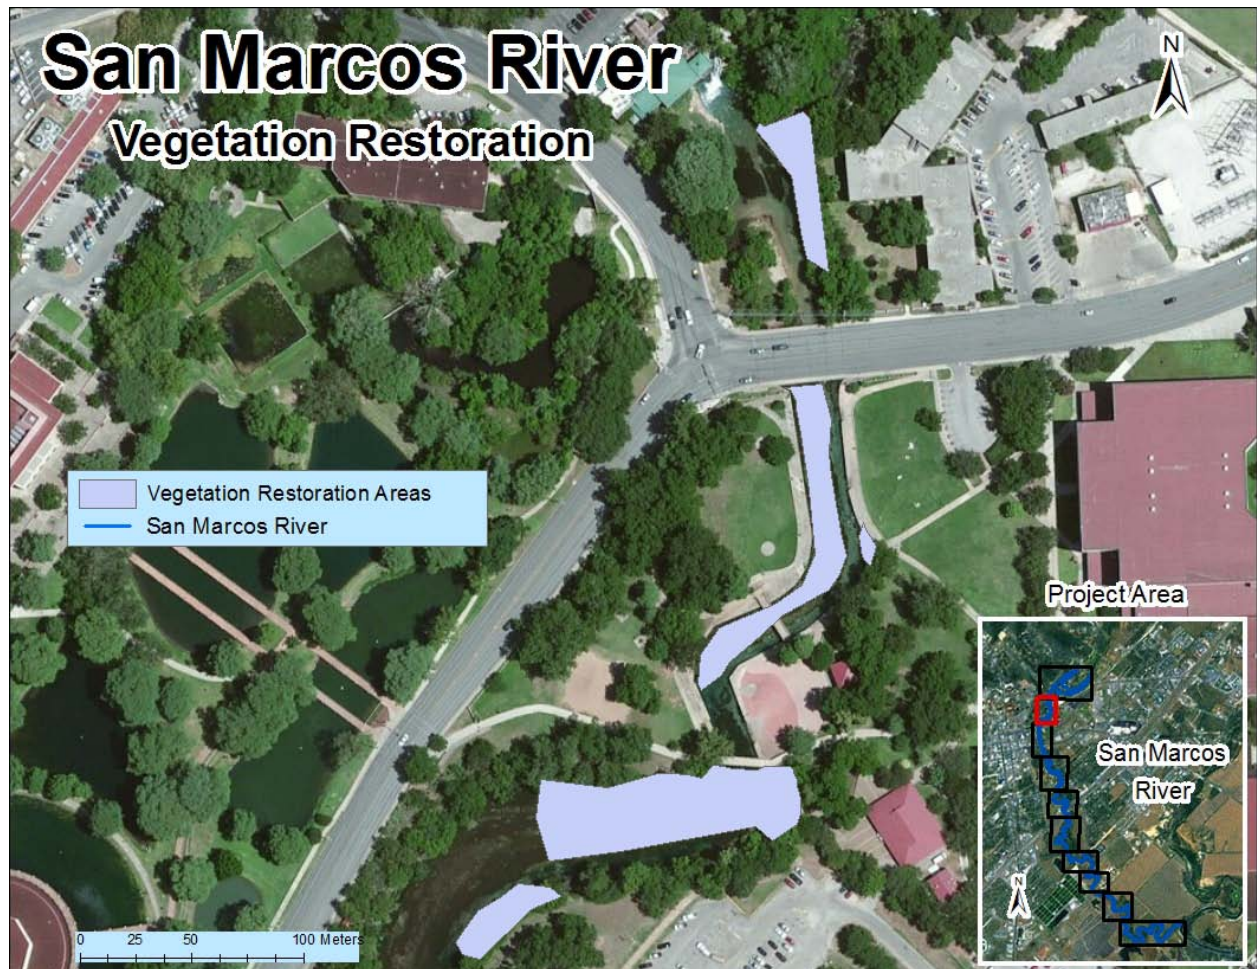 San Marcos River
Vegetation Restoration
N
Vegetation Restoration Areas
San Marcos River
Project Area
San Marcos
River
N
0 25 50 100 Meters